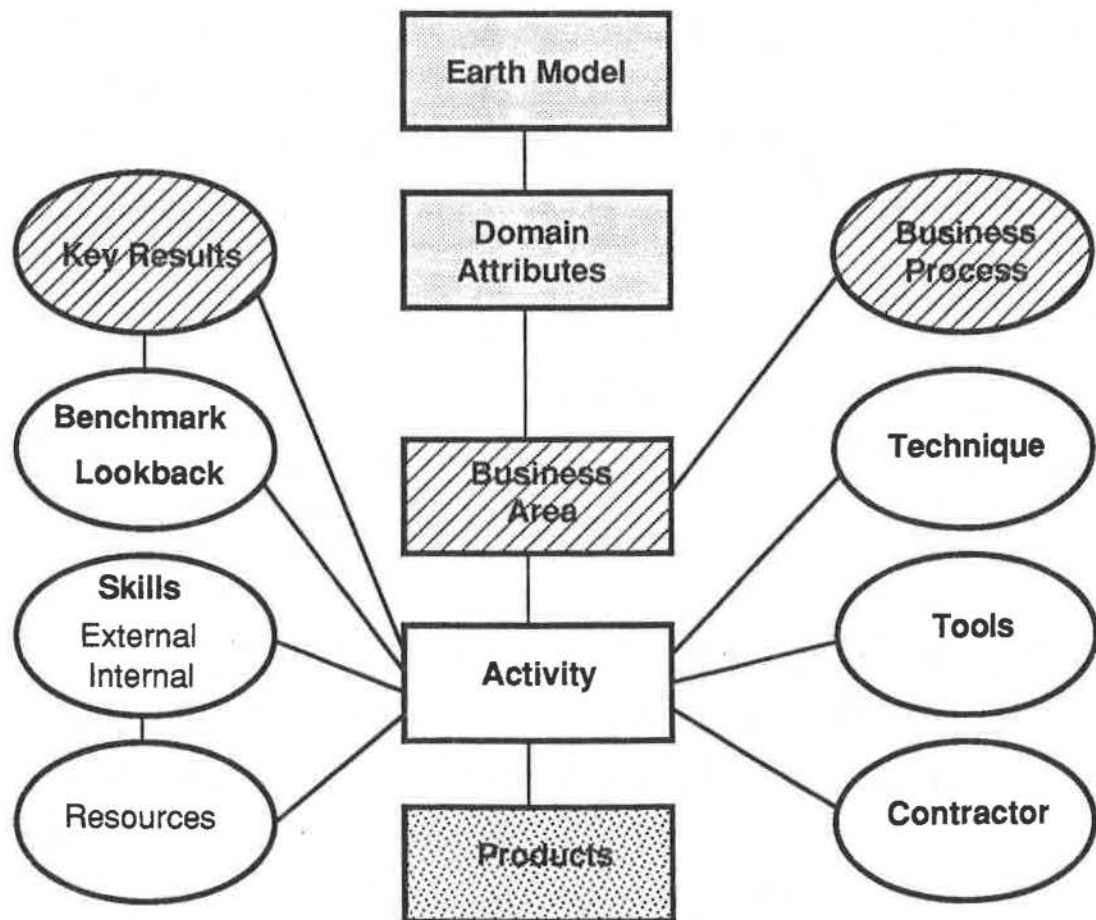 Earth Model
Key Results
Domain
Attributes
Business
Process
Benchmark
Lookback
Business
Area
Technique
Skills
External
Internal
Activity
Tools
Resources
Products
Contractor